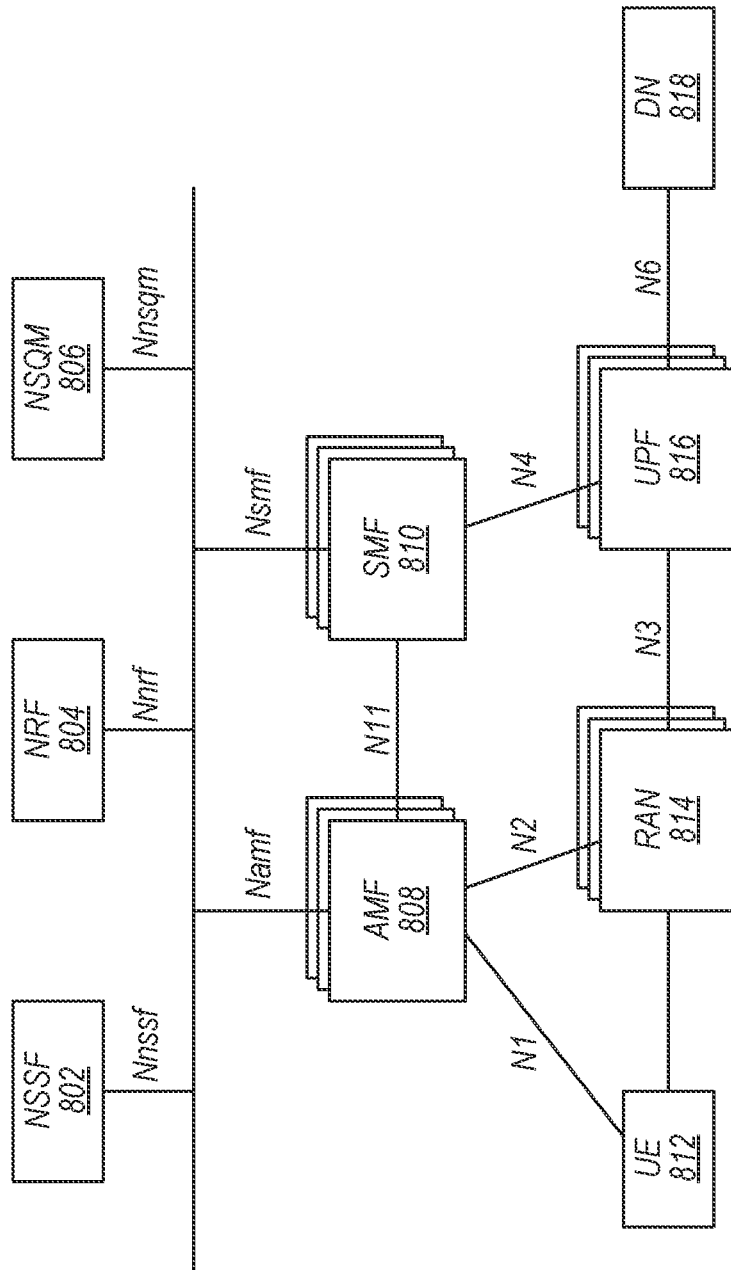 NSSF
802
NRF
804
NSQM
806
Nnssf
Nnrf
Nnsqm
Namf
Nsmf
AMF
808
N11
SMF
810
N1
N2
N4
UE
812
RAN
814
N3
UPF
816
N6
DN
818